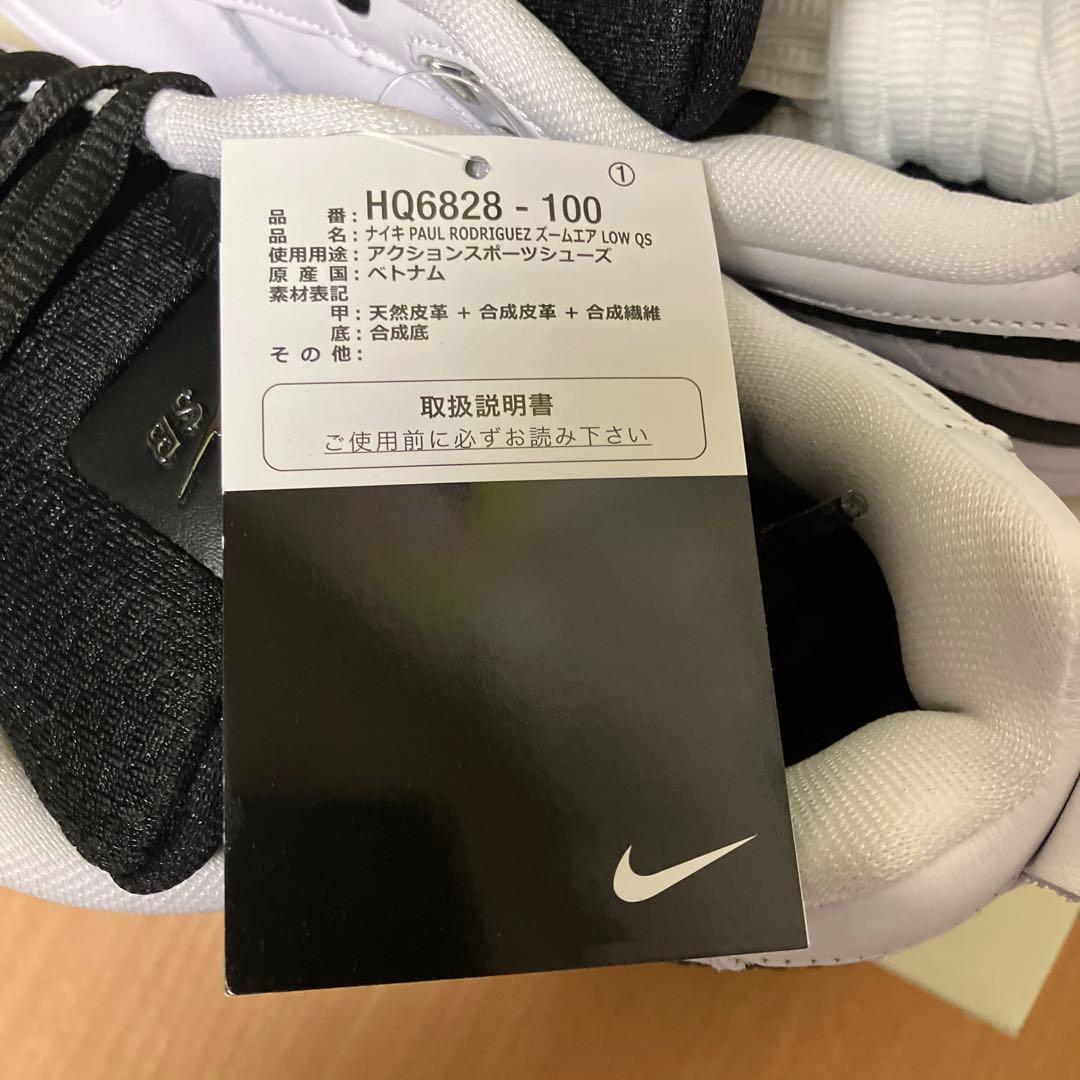 ①
品 番 : HQ6828 - 100
品 名 : ナイキ PAUL RODRIGUEZ ズームエア LOW QS
使用用途 : アクションスポーツシューズ
原 産 国 : ベトナム
素材表記
甲 : 天然皮革 + 合成皮革 + 合成繊維
底 : 合成底
そ の 他 :
取扱説明書
ご使用前に必ずお読み下さい
SB